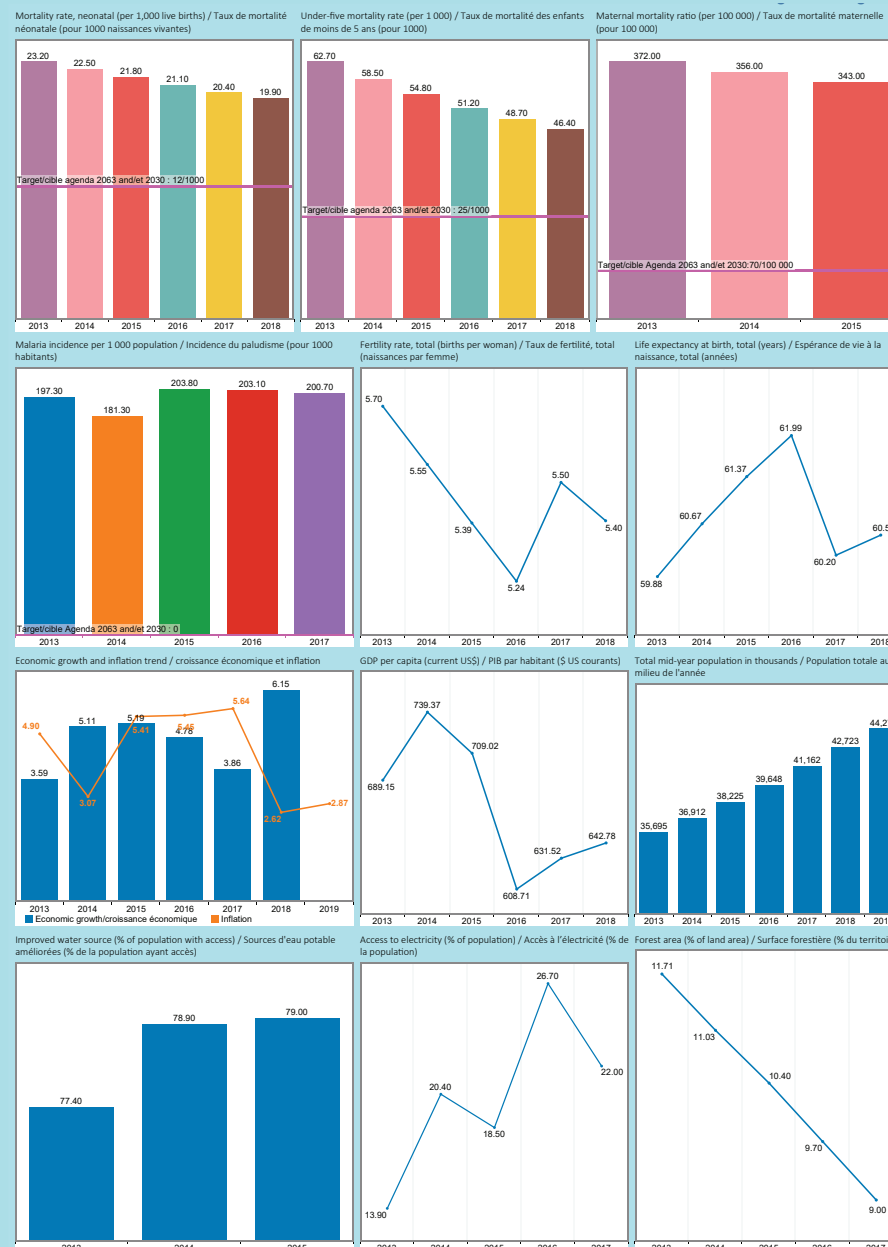 Mortality rate, neonatal (per 1,000 live births) / Taux de mortalité
néonatale (pour 1000 naissances vivantes)
23.20
22.50
21.80
21.10
20.40
19.90
Target/cible agenda 2063 and/et 2030 : 12/1000
2013 2014 2015 2016 2017 2018
Under-five mortality rate (per 1 000) / Taux de mortalité des enfants
de moins de 5 ans (pour 1000)
62.70
58.50
54.80
51.20
48.70
46.40
Target/cible agenda 2063 and/et 2030 : 25/1000
2013 2014 2015 2016 2017 2018
Maternal mortality ratio (per 100 000) / Taux de mortalité maternelle
(pour 100 000)
372.00
356.00
343.00
Target/cible Agenda 2063 and/et 2030:70/100 000
2013 2014 2015
Malaria incidence per 1 000 population / Incidence du paludisme (pour 1000
habitants)
197.30
181.30
203.80
203.10
200.70
Target/cible Agenda 2063 and/et 2030 : 0
2013 2014 2015 2016 2017
Fertility rate, total (births per woman) / Taux de fertilité, total
(naissances par femme)
5.70
5.55
5.39
5.24
5.50
5.40
2013 2014 2015 2016 2017 2018
Life expectancy at birth, total (years) / Espérance de vie à la
naissance, total (années)
59.88
60.67
61.37
61.99
60.20
60.5
2013 2014 2015 2016 2017 2018
Economic growth and inflation trend / croissance économique et inflation
4.90
3.59
5.11
3.07
5.19
5.41
4.78
5.64
3.86
6.15
2.62
2.87
2013 2014 2015 2016 2017 2018 2019
Economic growth/croissance économique Inflation
GDP per capita (current US$) / PIB par habitant ($ US courants)
689.15
739.37
709.02
608.71
631.52
642.78
2013 2014 2015 2016 2017 2018
Total mid-year population in thousands / Population totale au
milieu de l'année
35,695
36,912
38,225
39,648
41,162
42,723
44,2
2013 2014 2015 2016 2017 2018 201
Improved water source (% of population with access) / Sources d'eau potable
améliorées (% de la population ayant accès)
77.40
78.90
79.00
2013 2014 2015
Access to electricity (% of population) / Accès à l'électricité (% de
la population)
13.90
20.40
18.50
26.70
22.00
2013 2014 2015 2016 2017
Forest area (% of land area) / Surface forestière (% du territoi
11.71
11.03
10.40
9.70
9.00
2013 2014 2015 2016 2017